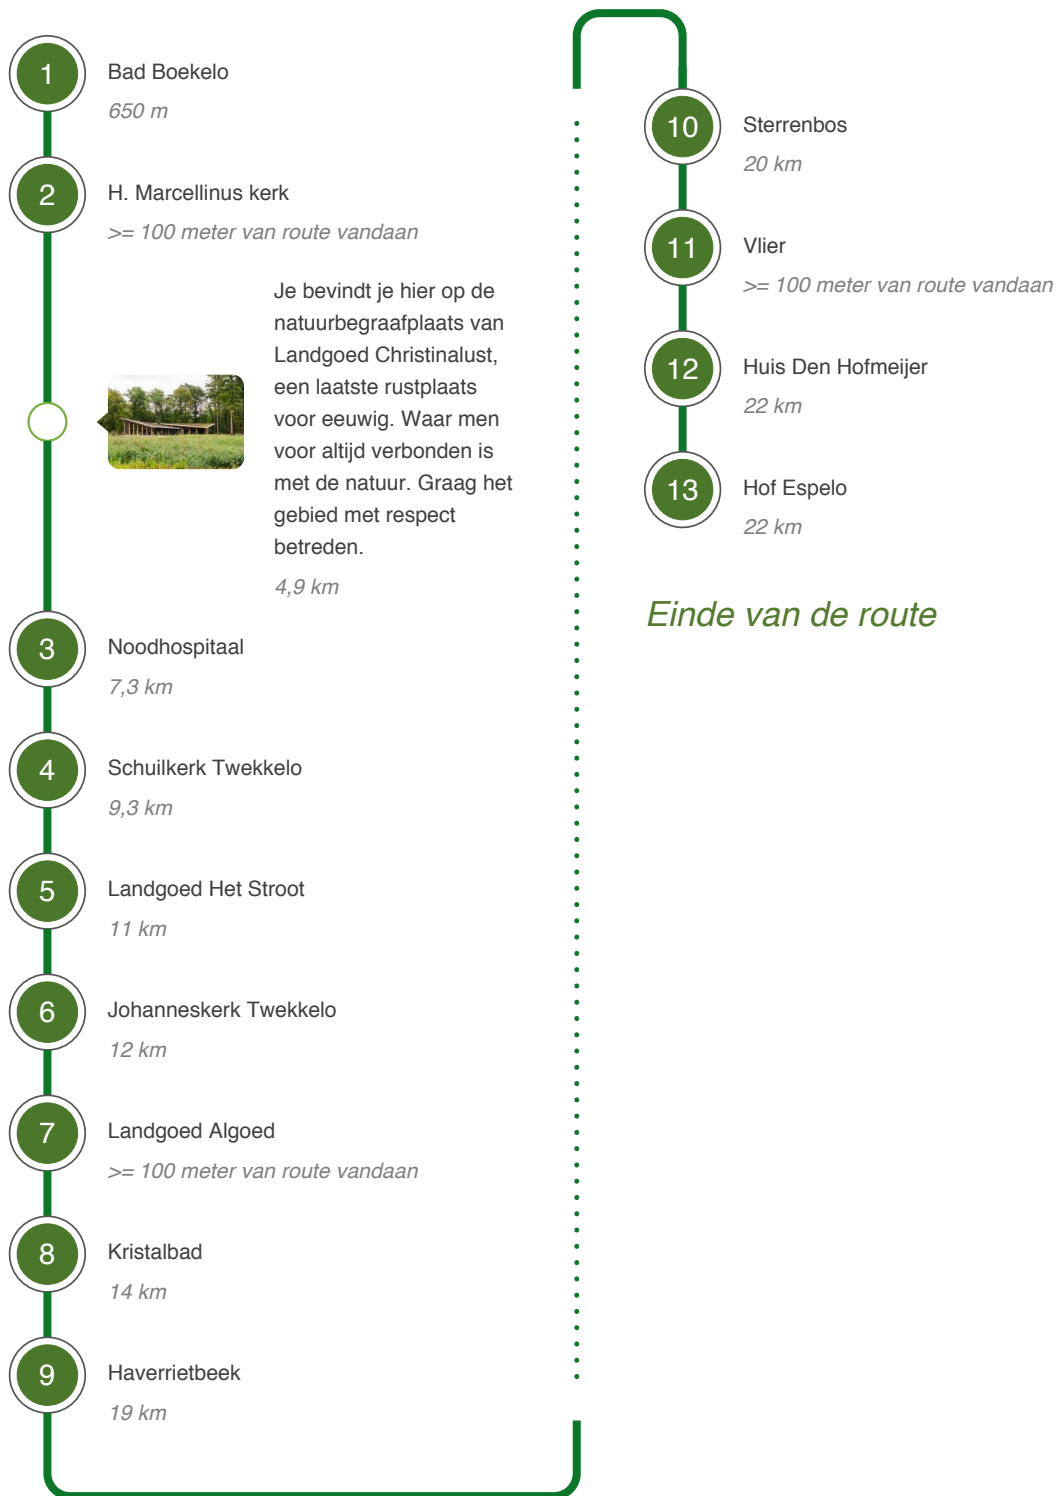 1
Bad Boekelo
650 m
2
H. Marcellinus kerk
>= 100 meter van route vandaan
Je bevindt je hier op de
natuurbegraafplaats van
Landgoed Christinalust,
een laatste rustplaats
voor eeuwig. Waar men
voor altijd verbonden is
met de natuur. Graag het
gebied met respect
betreden.
4,9 km
3
Noodhospitaal
7,3 km
4
Schuilkerk Twekkelo
9,3 km
5
Landgoed Het Stroot
11 km
6
Johanneskerk Twekkelo
12 km
7
Landgoed Algoed
>= 100 meter van route vandaan
8
Kristalbad
14 km
9
Haverrietbeek
19 km
10
Sterrenbos
20 km
11
Vlier
>= 100 meter van route vandaan
12
Huis Den Hofmeijer
22 km
13
Hof Espelo
22 km
Einde van de route